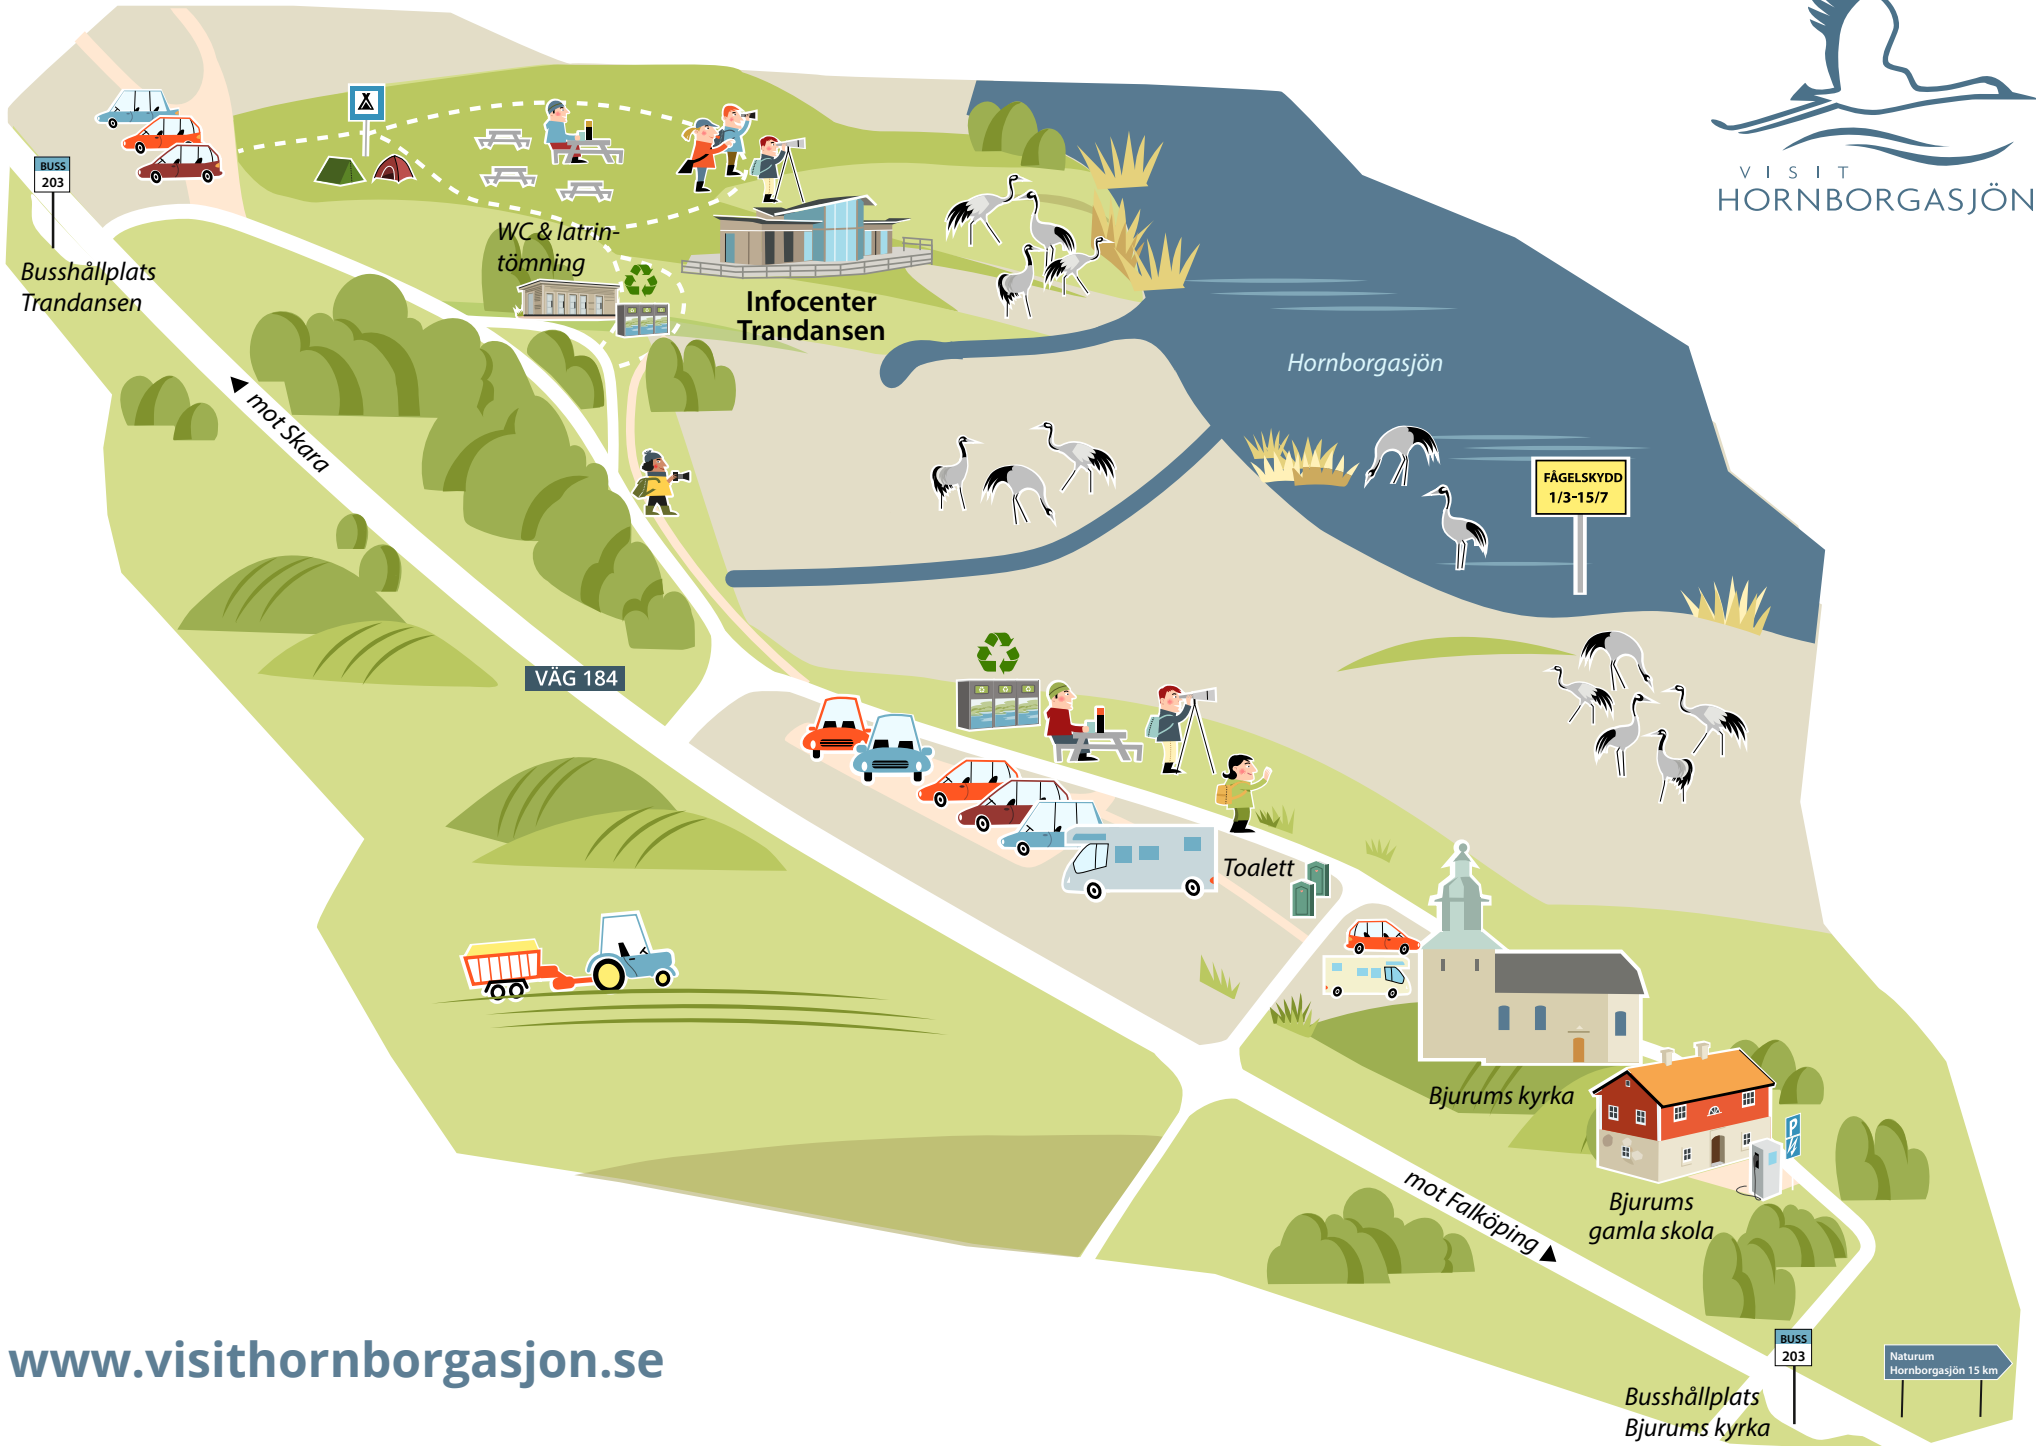 VISIT
HORNBORGASJÖN
BUSS
203
Busshållplats
Trandansen
WC & latrin-
tömning
Infocenter
Trandansen
Hornborgasjön
mot Skara
FÅGELSKYDD
1/3-15/7
VÄG 184
Toalett
Bjurums kyrka
P
Bjurums
gamla skola
mot Falköping
BUSS
203
Naturum
Hornborgasjön 15 km
Busshållplats
Bjurums kyrka
www.visithornborgasjon.se